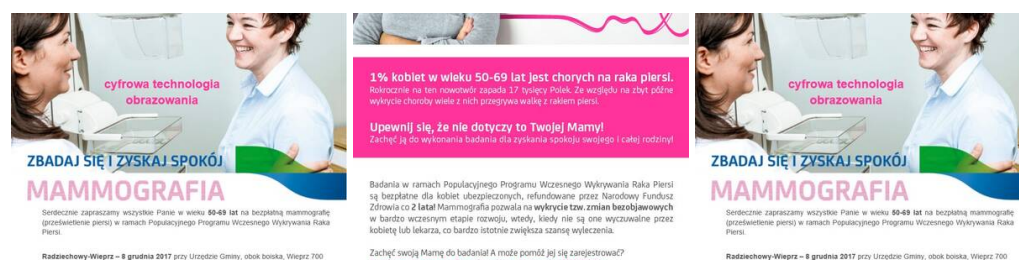 cyfrowa technologia
obrazowania
ZBADAJ SIĘ I ZYSKAJ SPOKÓJ
MAMMOGRAFIA
Serdecznie zapraszamy wszystkie Panie w wieku 50-69 lat na bezpłatną mammografię
(prześwietlenie piersi) w ramach Populacyjnego Programu Wczesnego Wykrywania Raka
Piersi.
Radziechowy-Wieprz – 8 grudnia 2017 przy Urzędzie Gminy, obok boiska, Wieprz 700
1% kobiet w wieku 50-69 lat jest chorych na raka piersi.
Rokrocznie na ten nowotwór zapada 17 tysięcy Polek. Ze względu na zbyt późne
wykrycie choroby wiele z nich przegrywa walkę z rakiem piersi.
Upewnij się, że nie dotyczy to Twojej Mamy!
Zachęć ją do wykonania badania dla zyskania spokoju swojego i całej rodziny!
Badania w ramach Populacyjnego Programu Wczesnego Wykrywania Raka Piersi
są bezpłatne dla kobiet ubezpieczonych, refundowane przez Narodowy Fundusz
Zdrowia co 2 lata! Mammografia pozwala na wykrycie tzw. zmian bezobjawowych
w bardzo wczesnym etapie rozwoju, wtedy, kiedy nie są one wyczuwalne przez
kobietę lub lekarza, co bardzo istotnie zwiększa szansę wyleczenia.
Zachęć swoją Mamę do badania! A może pomóż jej się zarejestrować?
cyfrowa technologia
obrazowania
ZBADAJ SIĘ I ZYSKAJ SPOKÓJ
MAMMOGRAFIA
Serdecznie zapraszamy wszystkie Panie w wieku 50-69 lat na bezpłatną mammografię
(prześwietlenie piersi) w ramach Populacyjnego Programu Wczesnego Wykrywania Raka
Piersi.
Radziechowy-Wieprz – 8 grudnia 2017 przy Urzędzie Gminy, obok boiska, Wieprz 700